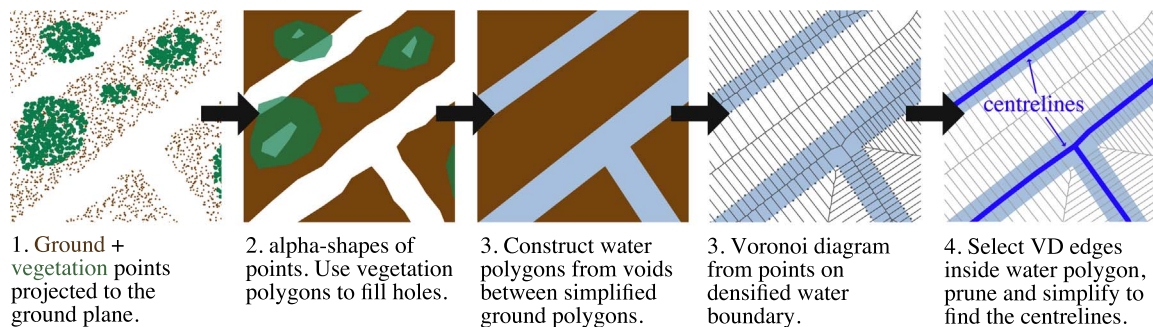 centrelines
1. Ground +
vegetation points
projected to the
ground plane.
2. alpha-shapes of
points. Use vegetation
polygons to fill holes.
3. Construct water
polygons from voids
between simplified
ground polygons.
3. Voronoi diagram
from points on
densified water
boundary.
4. Select VD edges
inside water polygon,
prune and simplify to
find the centrelines.